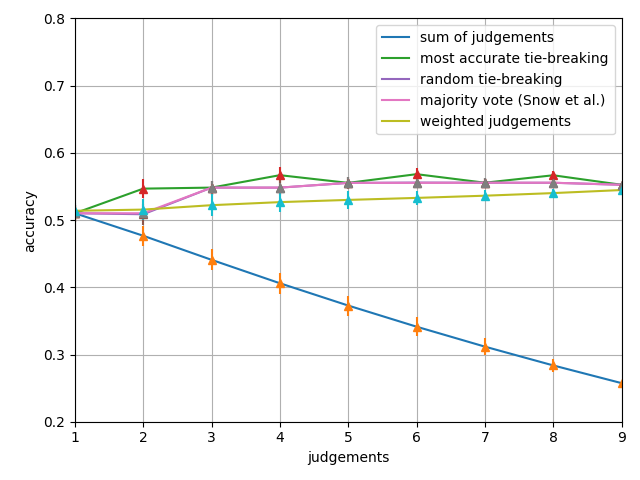 0.8
0.7
0.6
0.5
0.4
0.3
0.2
accuracy
sum of judgements
most accurate tie-breaking
random tie-breaking
majority vote (Snow et al.)
weighted judgements
1 2 3 4 5 6 7 8 9
judgements